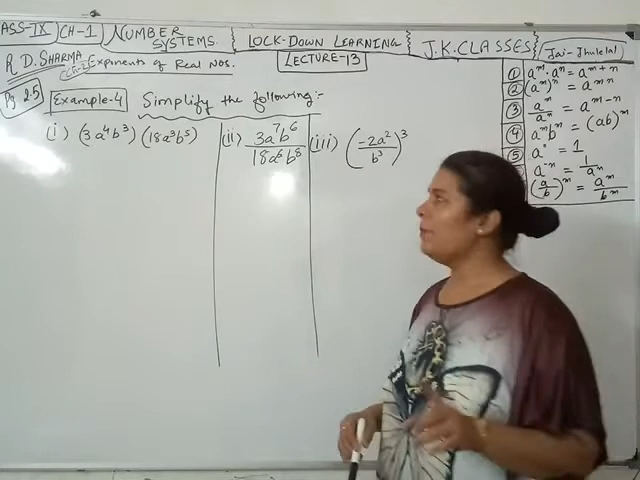 CLASS-IX CH-1 NUMBER SYSTEMS. LOCK-DOWN LEARNING J.K.CLASSES Jai-Jhulelal
R.D. SHARMA Exponents of Real Nos. LECTURE-13
Pg 2.5 Example-4 Simplify the following:-
(i) (3a⁴b³)(18a³b⁵) (ii) 3a⁷b⁶/18a⁶b⁸ (iii) (-2a²/b³)³
① aᵐ·aⁿ = aᵐ⁺ⁿ
② (aᵐ)ⁿ = aᵐⁿ
③ aᵐ/aⁿ = aᵐ⁻ⁿ
④ aᵐbᵐ = (ab)ᵐ
⑤ a° = 1
a⁻ⁿ = 1/aⁿ
(a/b)ᵐ = aᵐ/bᵐ